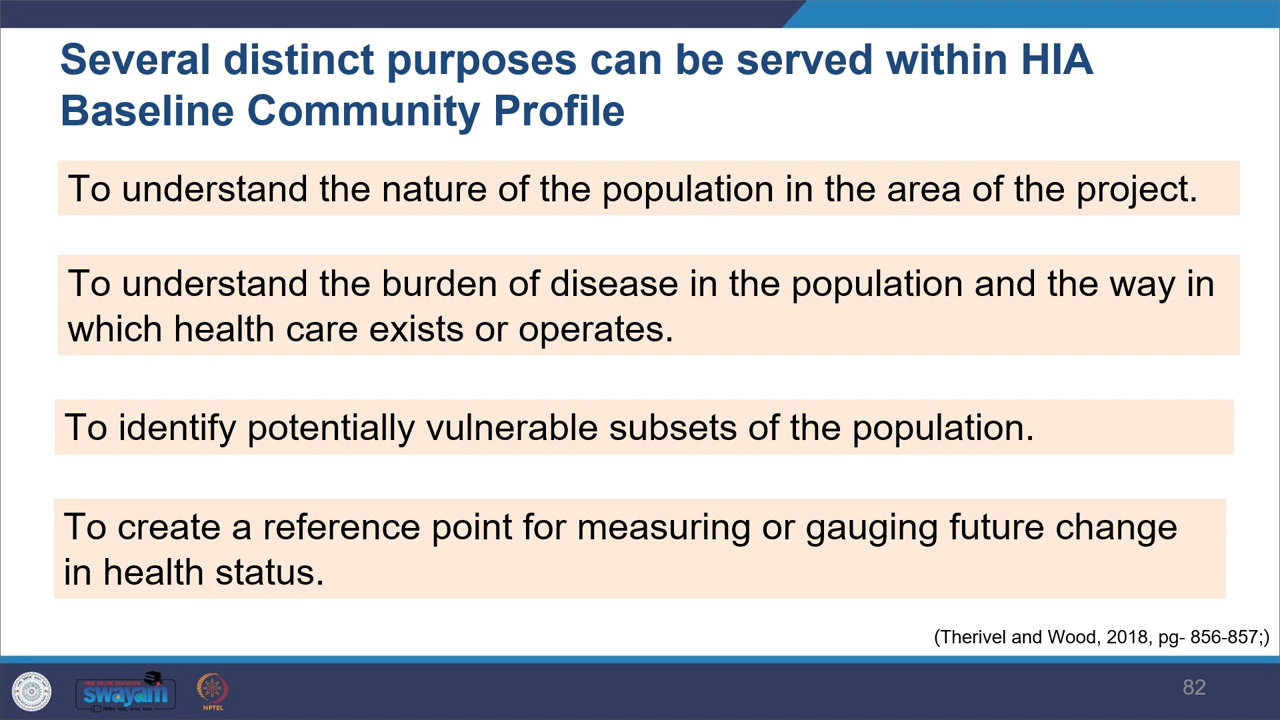 Several distinct purposes can be served within HIA
Baseline Community Profile
To understand the nature of the population in the area of the project.
To understand the burden of disease in the population and the way in
which health care exists or operates.
To identify potentially vulnerable subsets of the population.
To create a reference point for measuring or gauging future change
in health status.
(Therivel and Wood, 2018, pg- 856-857;)
swayam
NPTEL
82